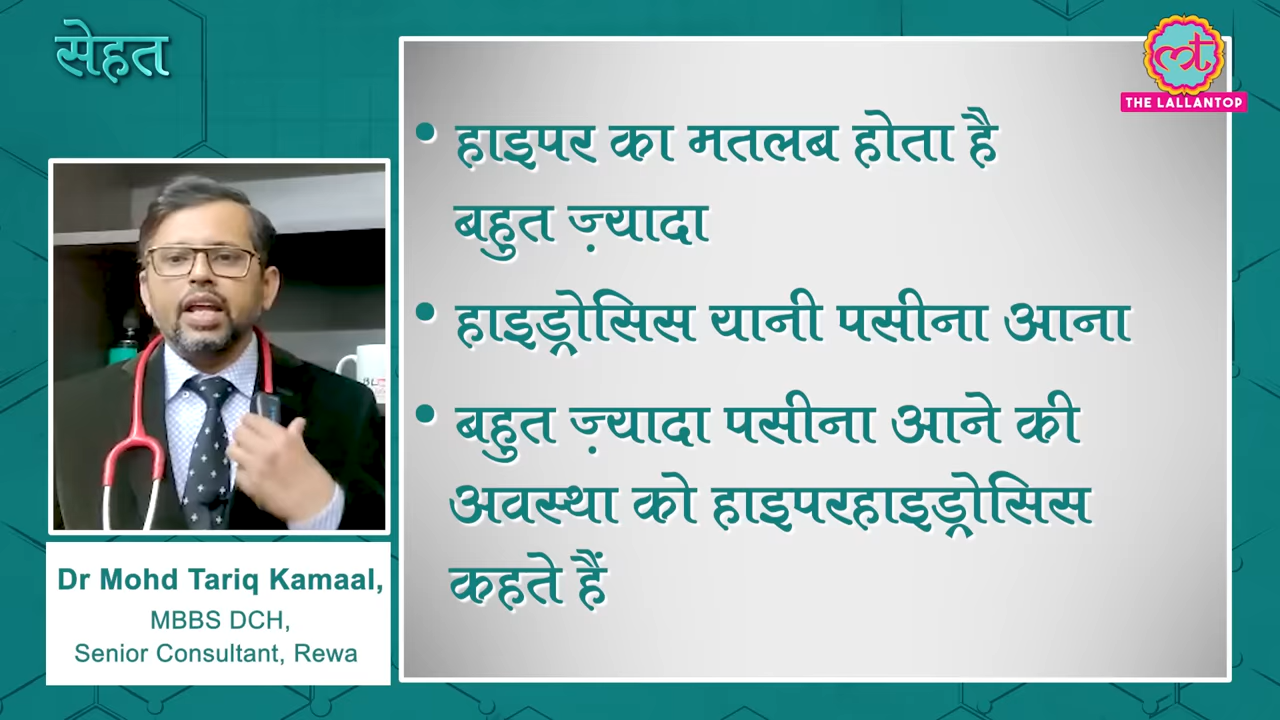 सेहत
THE LALLANTOP
• हाइपर का मतलब होता है
बहुत ज़्यादा
• हाइड्रोसिस यानी पसीना आना
• बहुत ज़्यादा पसीना आने की
अवस्था को हाइपरहाइड्रोसिस
कहते हैं
Dr Mohd Tariq Kamaal,
MBBS DCH,
Senior Consultant, Rewa